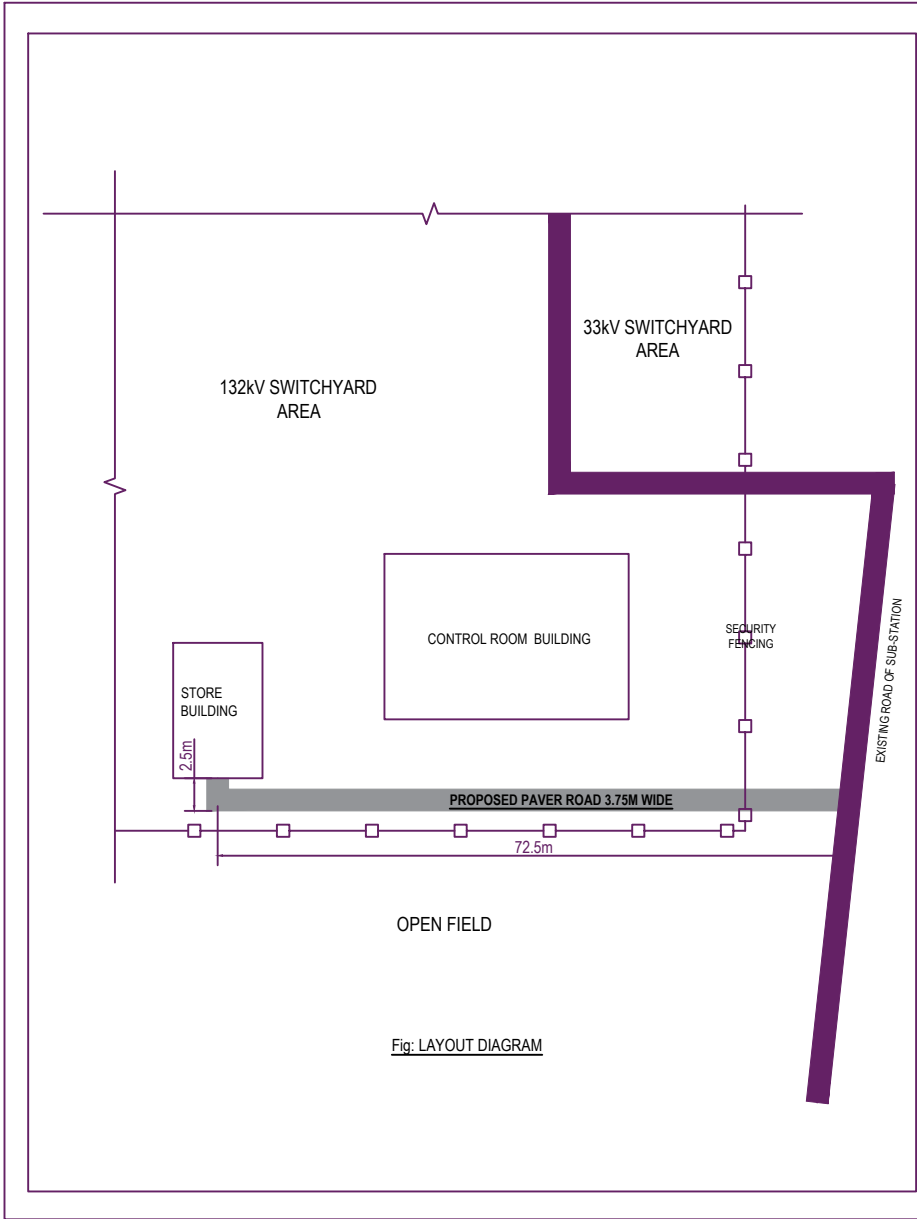 33kV SWITCHYARD
AREA
132kV SWITCHYARD
AREA
CONTROL ROOM BUILDING
SECURITY
FENCING
EXISTING ROAD OF SUB-STATION
STORE
BUILDING
2.5m
PROPOSED PAVER ROAD 3.75M WIDE
72.5m
OPEN FIELD
Fig: LAYOUT DIAGRAM